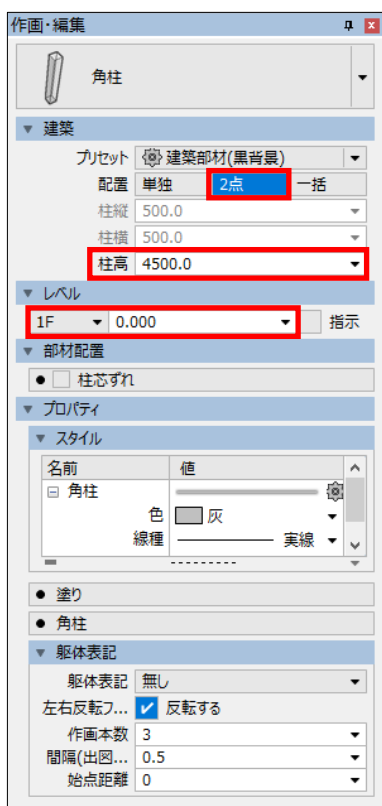 作画・編集
角柱
建築
プリセット 建築部材(黒背景)
配置 単独 2点 一括
柱縦 500.0
柱横 500.0
柱高 4500.0
レベル
1F 0.000 指示
部材配置
柱芯ずれ
プロパティ
スタイル
名前 値
角柱
色 灰
線種 実線
塗り
角柱
躯体表記
躯体表記 無し
左右反転フ... 反転する
作画本数 3
間隔(出図... 0.5
始点距離 0